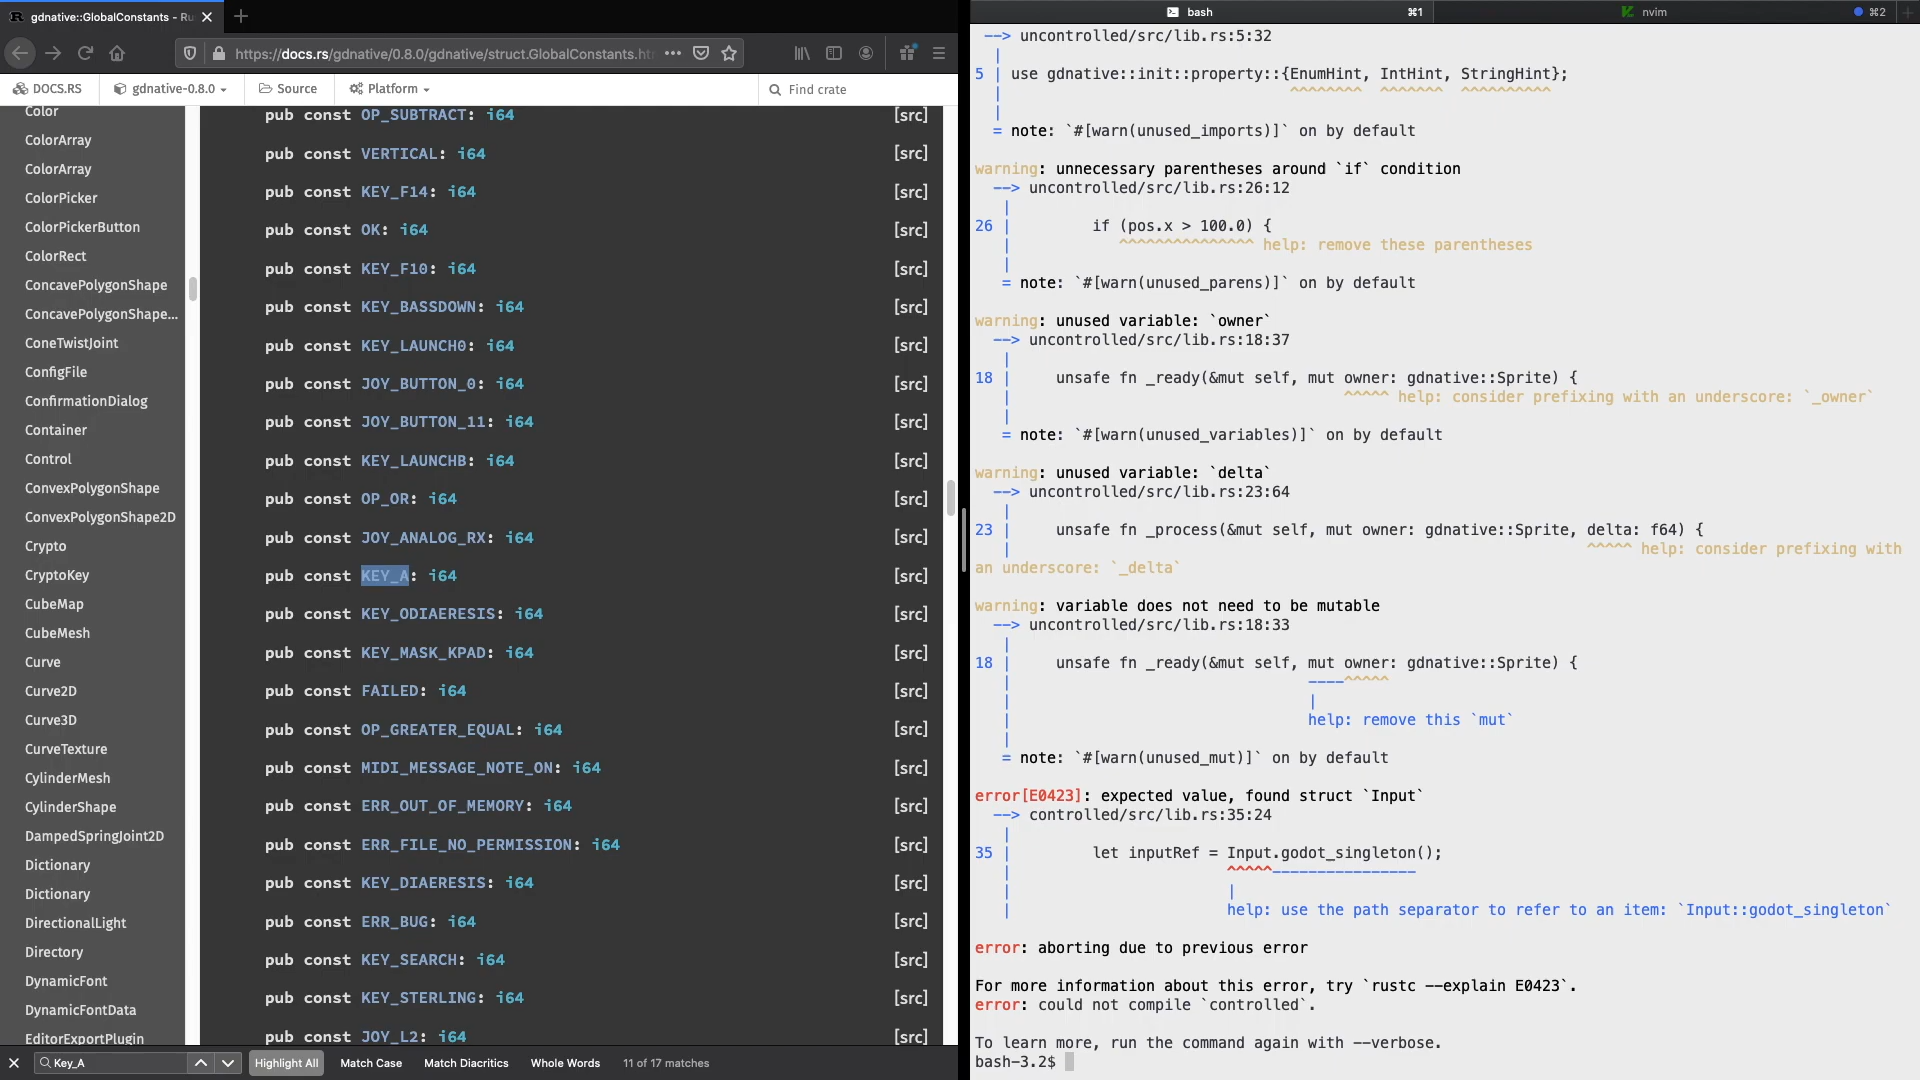 gdnative::GlobalConstants - Ru
https://docs.rs/gdnative/0.8.0/gdnative/struct.GlobalConstants.ht
DOCS.RS
gdnative-0.8.0
Source
Platform
Find crate
Color
ColorArray
ColorArray
ColorPicker
ColorPickerButton
ColorRect
ConcavePolygonShape
ConcavePolygonShape...
ConeTwistJoint
ConfigFile
ConfirmationDialog
Container
Control
ConvexPolygonShape
ConvexPolygonShape2D
Crypto
CryptoKey
CubeMap
CubeMesh
Curve
Curve2D
Curve3D
CurveTexture
CylinderMesh
CylinderShape
DampedSpringJoint2D
Dictionary
Dictionary
DirectionalLight
Directory
DynamicFont
DynamicFontData
EditorExportPlugin
pub const OP_SUBTRACT: i64 [src]
pub const VERTICAL: i64 [src]
pub const KEY_F14: i64 [src]
pub const OK: i64 [src]
pub const KEY_F10: i64 [src]
pub const KEY_BASSDOWN: i64 [src]
pub const KEY_LAUNCH0: i64 [src]
pub const JOY_BUTTON_0: i64 [src]
pub const JOY_BUTTON_11: i64 [src]
pub const KEY_LAUNCHB: i64 [src]
pub const OP_OR: i64 [src]
pub const JOY_ANALOG_RX: i64 [src]
pub const KEY_A: i64 [src]
pub const KEY_ODIAERESIS: i64 [src]
pub const KEY_MASK_KPAD: i64 [src]
pub const FAILED: i64 [src]
pub const OP_GREATER_EQUAL: i64 [src]
pub const MIDI_MESSAGE_NOTE_ON: i64 [src]
pub const ERR_OUT_OF_MEMORY: i64 [src]
pub const ERR_FILE_NO_PERMISSION: i64 [src]
pub const KEY_DIAERESIS: i64 [src]
pub const ERR_BUG: i64 [src]
pub const KEY_SEARCH: i64 [src]
pub const KEY_STERLING: i64 [src]
pub const JOY_L2: i64 [src]
Key_A
Highlight All
Match Case
Match Diacritics
Whole Words
11 of 17 matches
bash ⌘1
nvim ⌘2
--> uncontrolled/src/lib.rs:5:32
|
5 | use gdnative::init::property::{EnumHint, IntHint, StringHint};
| ^^^^^^^^ ^^^^^^^ ^^^^^^^^^^
|
= note: `#[warn(unused_imports)]` on by default
warning: unnecessary parentheses around `if` condition
--> uncontrolled/src/lib.rs:26:12
|
26 | if (pos.x > 100.0) {
| ^^^^^^^^^^^^^^^ help: remove these parentheses
|
= note: `#[warn(unused_parens)]` on by default
warning: unused variable: `owner`
--> uncontrolled/src/lib.rs:18:37
|
18 | unsafe fn _ready(&mut self, mut owner: gdnative::Sprite) {
| ^^^^^ help: consider prefixing with an underscore: `_owner`
|
= note: `#[warn(unused_variables)]` on by default
warning: unused variable: `delta`
--> uncontrolled/src/lib.rs:23:64
|
23 | unsafe fn _process(&mut self, mut owner: gdnative::Sprite, delta: f64) {
| ^^^^^ help: consider prefixing with
an underscore: `_delta`
warning: variable does not need to be mutable
--> uncontrolled/src/lib.rs:18:33
|
18 | unsafe fn _ready(&mut self, mut owner: gdnative::Sprite) {
| ----^^^^^
| |
| help: remove this `mut`
|
= note: `#[warn(unused_mut)]` on by default
error[E0423]: expected value, found struct `Input`
--> controlled/src/lib.rs:35:24
|
35 | let inputRef = Input.godot_singleton();
| ^^^^^----------------
| |
| help: use the path separator to refer to an item: `Input::godot_singleton`
error: aborting due to previous error
For more information about this error, try `rustc --explain E0423`.
error: could not compile `controlled`.
To learn more, run the command again with --verbose.
bash-3.2$